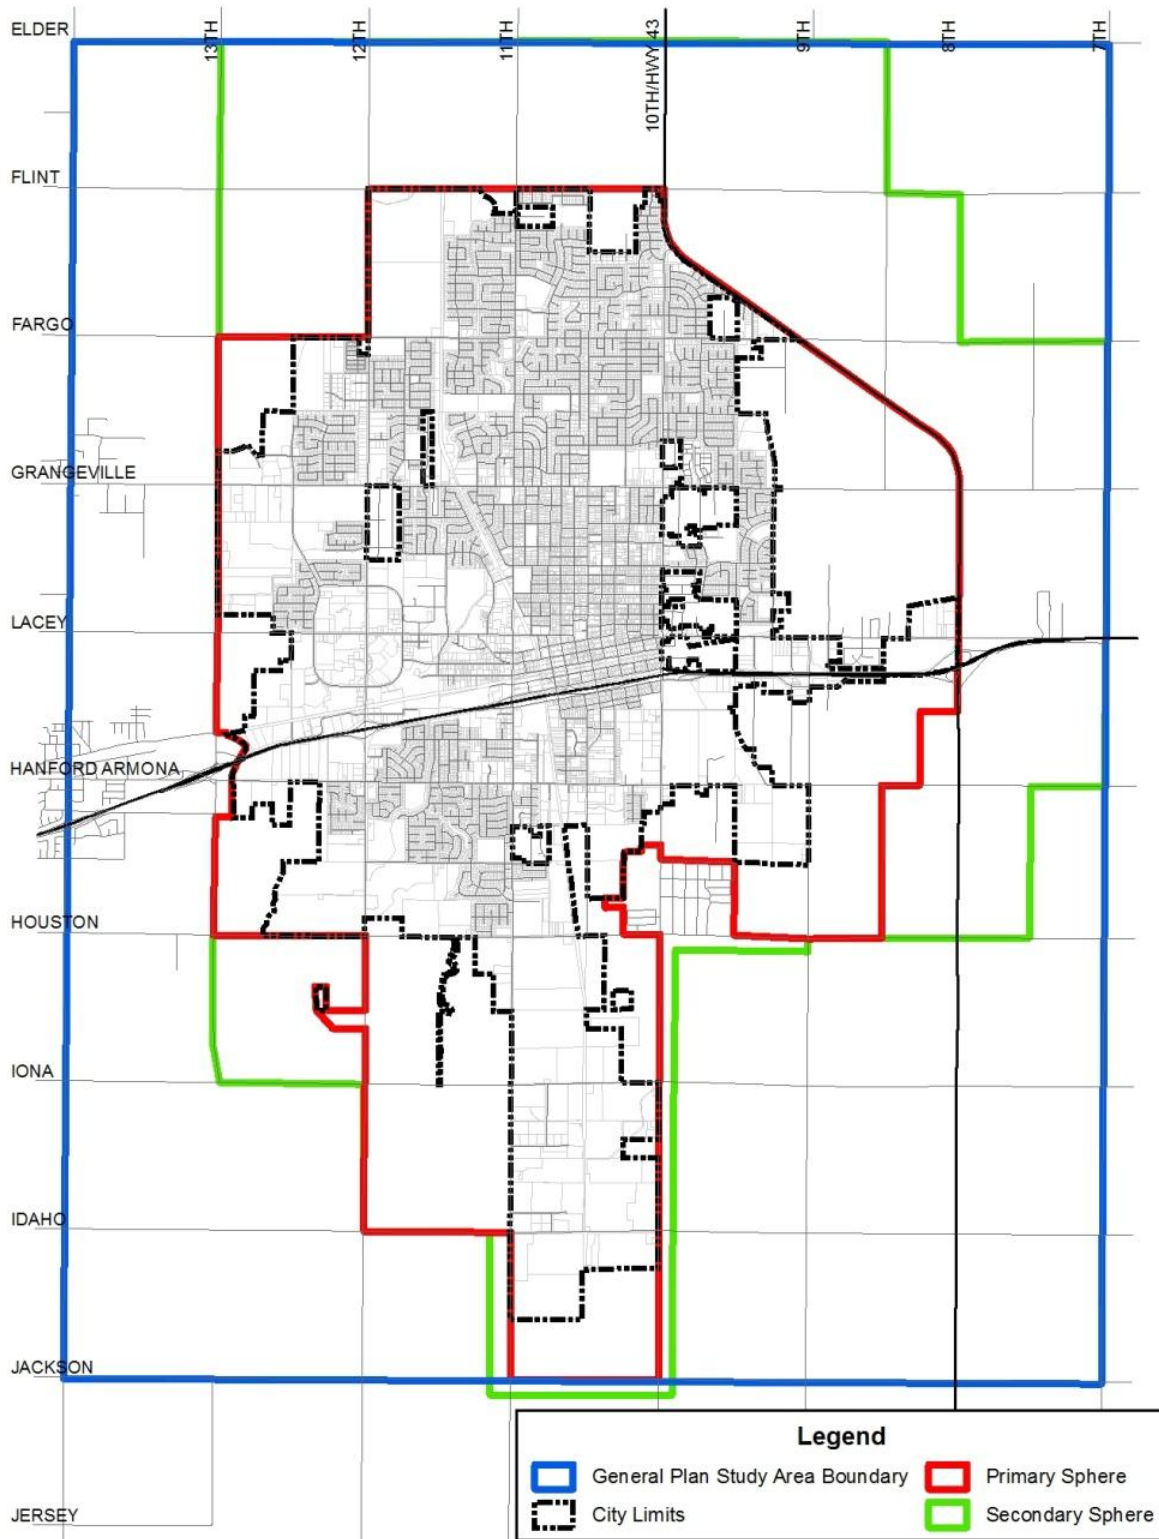 ELDER
13TH
12TH
11TH
10TH/HWY 43
9TH
8TH
7TH
FLINT
FARGO
GRANGEVILLE
LACEY
HANFORD ARMONA
HOUSTON
IONA
IDAHO
JACKSON
JERSEY
Legend
General Plan Study Area Boundary
Primary Sphere
City Limits
Secondary Sphere